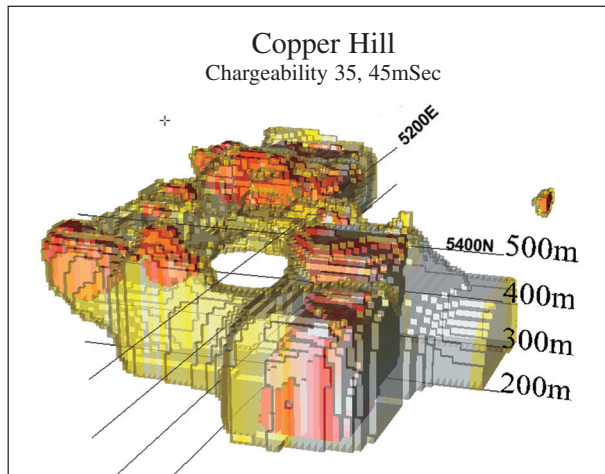 Copper Hill
Chargeability 35, 45mSec
5200E
5400N
500m
400m
300m
200m